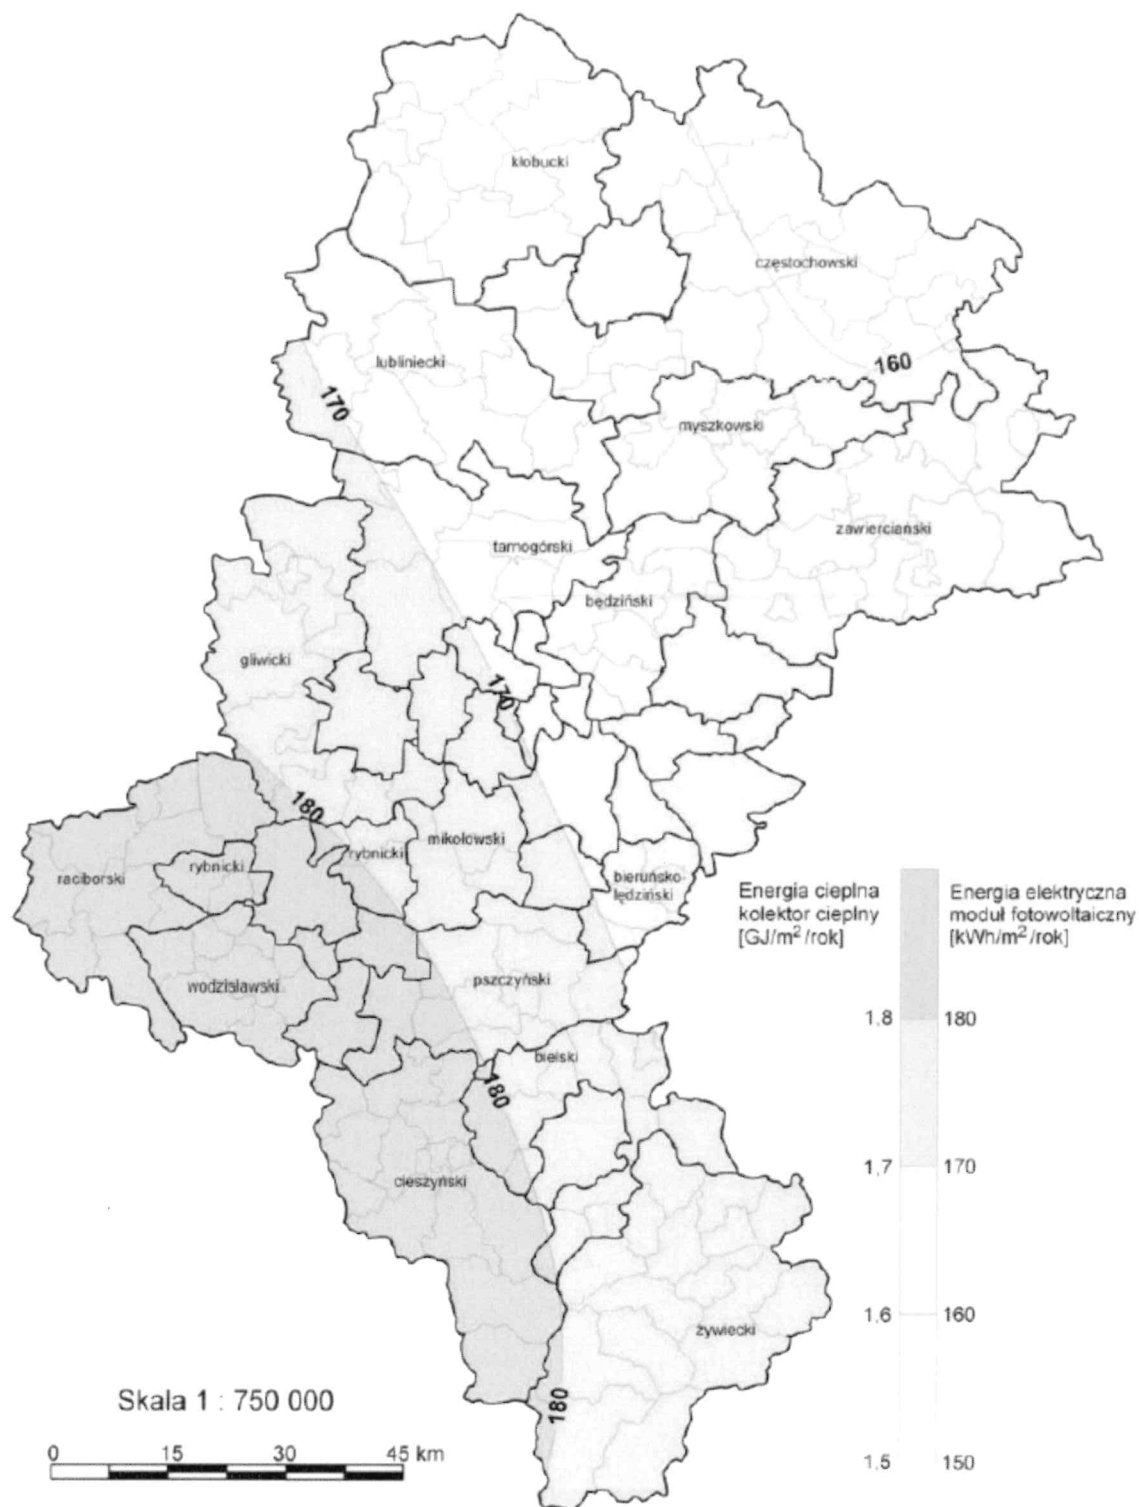 kłobucki
częstochowski
160
lubliniecki
170
myszkowski
zawierciański
tarnogórski
będziński
gliwicki
170
180
mikołowski
rybnicki
rybnicki
raciborski
bieruńsko-
lędziński
Energia cieplna
kolektor cieplny
[GJ/m²/rok]
Energia elektryczna
moduł fotowoltaiczny
[kWh/m²/rok]
pszczyński
wodzisławski
1,8 180
bielski
180
1,7 170
cieszyński
1,6 160
żywiecki
Skala 1 : 750 000
180
0 15 30 45 km
1,5 150